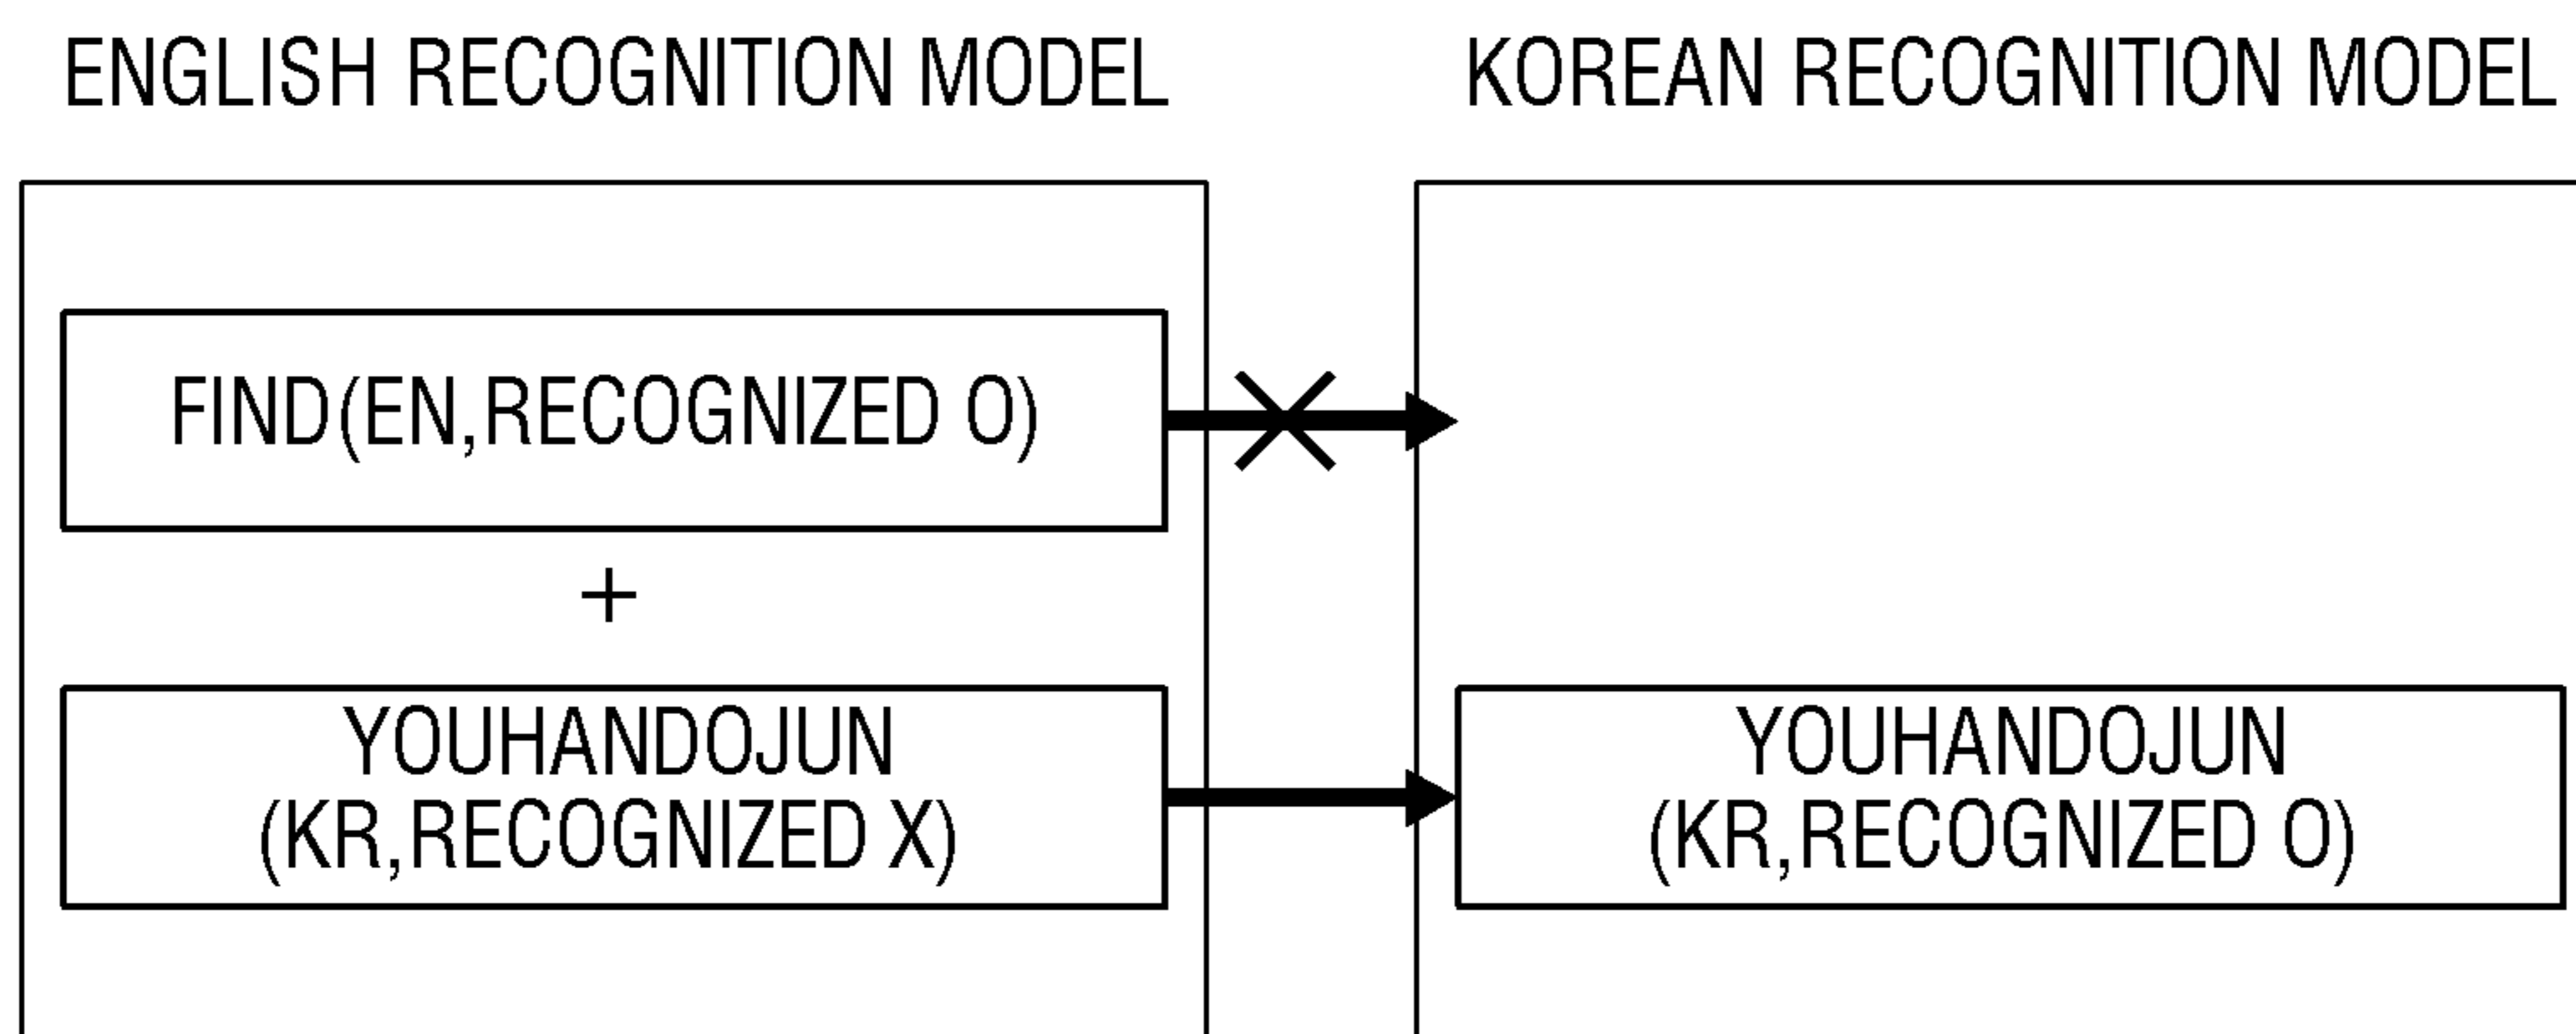 ENGLISH RECOGNITION MODEL
KOREAN RECOGNITION MODEL
FIND(EN,RECOGNIZED O)
+
YOUHANDOJUN
(KR,RECOGNIZED X)
YOUHANDOJUN
(KR,RECOGNIZED O)